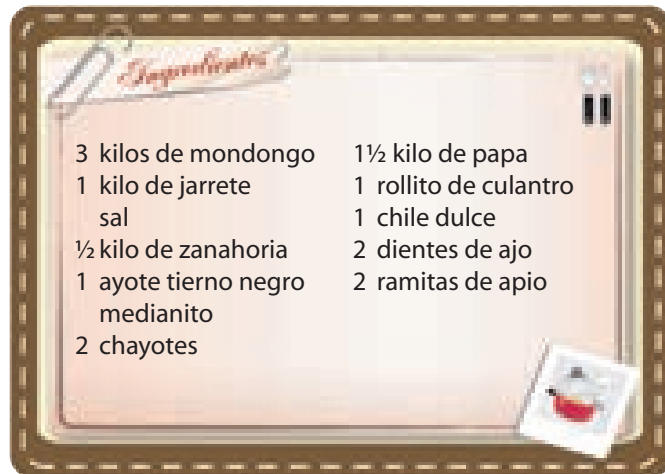 Ingredientes
3 kilos de mondongo
1 kilo de jarrete
sal
½ kilo de zanahoria
1 ayote tierno negro
medianito
2 chayotes
1½ kilo de papa
1 rollito de culantro
1 chile dulce
2 dientes de ajo
2 ramitas de apio